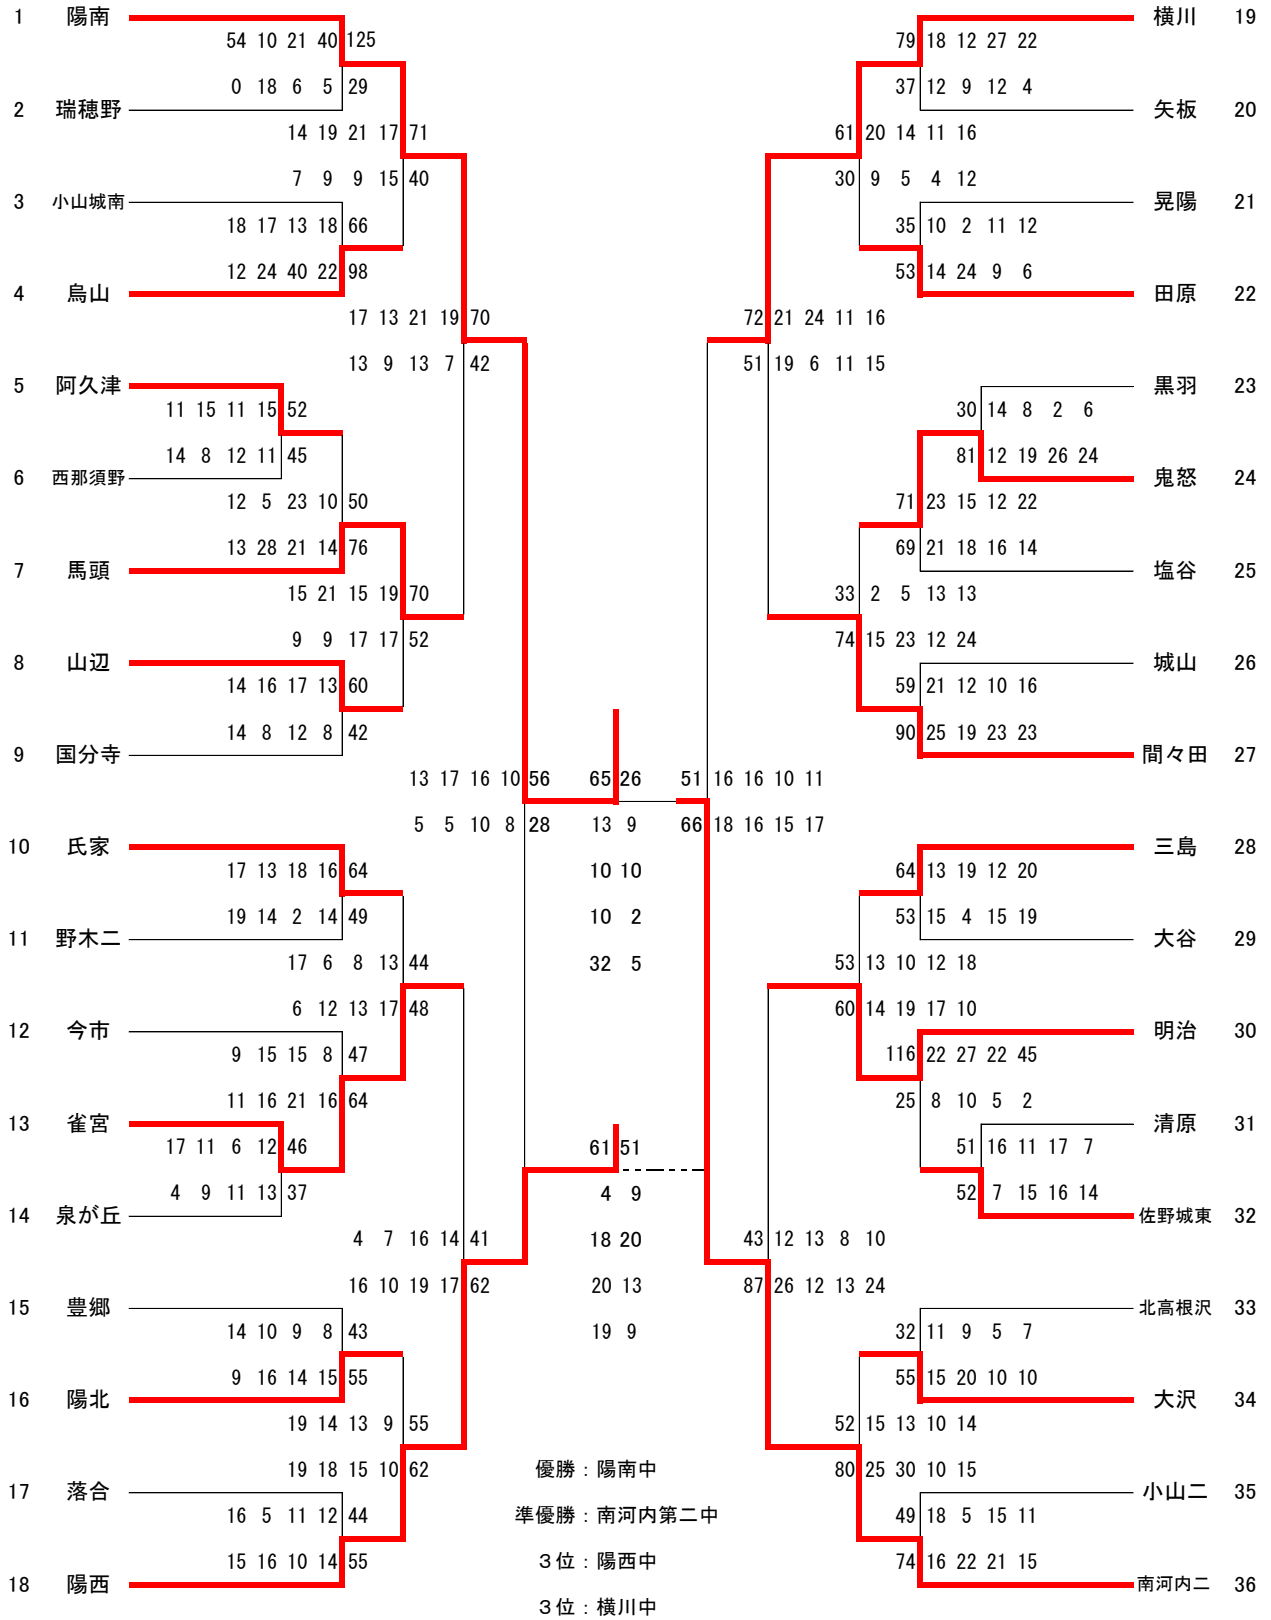 1 陽南 横川 19
54 10 21 40 125 79 18 12 27 22
0 18 6 5 29 37 12 9 12 4
2 瑞穂野 矢板 20
14 19 21 17 71 61 20 14 11 16
7 9 9 15 40 30 9 5 4 12
3 小山城南 晃陽 21
18 17 13 18 66 35 10 2 11 12
12 24 40 22 98 53 14 24 9 6
4 烏山 田原 22
17 13 21 19 70 72 21 24 11 16
13 9 13 7 42 51 19 6 11 15
5 阿久津 黒羽 23
11 15 11 15 52 30 14 8 2 6
14 8 12 11 45 81 12 19 26 24
6 西那須野 鬼怒 24
12 5 23 10 50 71 23 15 12 22
13 28 21 14 76 69 21 18 16 14
7 馬頭 塩谷 25
15 21 15 19 70 33 2 5 13 13
9 9 17 17 52 74 15 23 12 24
8 山辺 城山 26
14 16 17 13 60 59 21 12 10 16
14 8 12 8 42 90 25 19 23 23
9 国分寺 間々田 27
13 17 16 10 56 65 26 51 16 16 10 11
5 5 10 8 28 13 9 66 18 16 15 17
10 氏家 三島 28
17 13 18 16 64 10 10 64 13 19 12 20
19 14 2 14 49 10 2 53 15 4 15 19
11 野木二 大谷 29
17 6 8 13 44 32 5 53 13 10 12 18
6 12 13 17 48 60 14 19 17 10
12 今市 明治 30
9 15 15 8 47 116 22 27 22 45
11 16 21 16 64 25 8 10 5 2
13 雀宮 清原 31
17 11 6 12 46 61 51 51 16 11 17 7
4 9 11 13 37 4 9 52 7 15 16 14
14 泉が丘 佐野城東 32
4 7 16 14 41 18 20 43 12 13 8 10
16 10 19 17 62 20 13 87 26 12 13 24
15 豊郷 北高根沢 33
14 10 9 8 43 19 9 32 11 9 5 7
9 16 14 15 55 55 15 20 10 10
16 陽北 大沢 34
19 14 13 9 55 52 15 13 10 14
19 18 15 10 62 優勝：陽南中 80 25 30 10 15
17 落合 小山二 35
16 5 11 12 44 準優勝：南河内第二中 49 18 5 15 11
15 16 10 14 55 ３位：陽西中 74 16 22 21 15
18 陽西 南河内二 36
３位：横川中